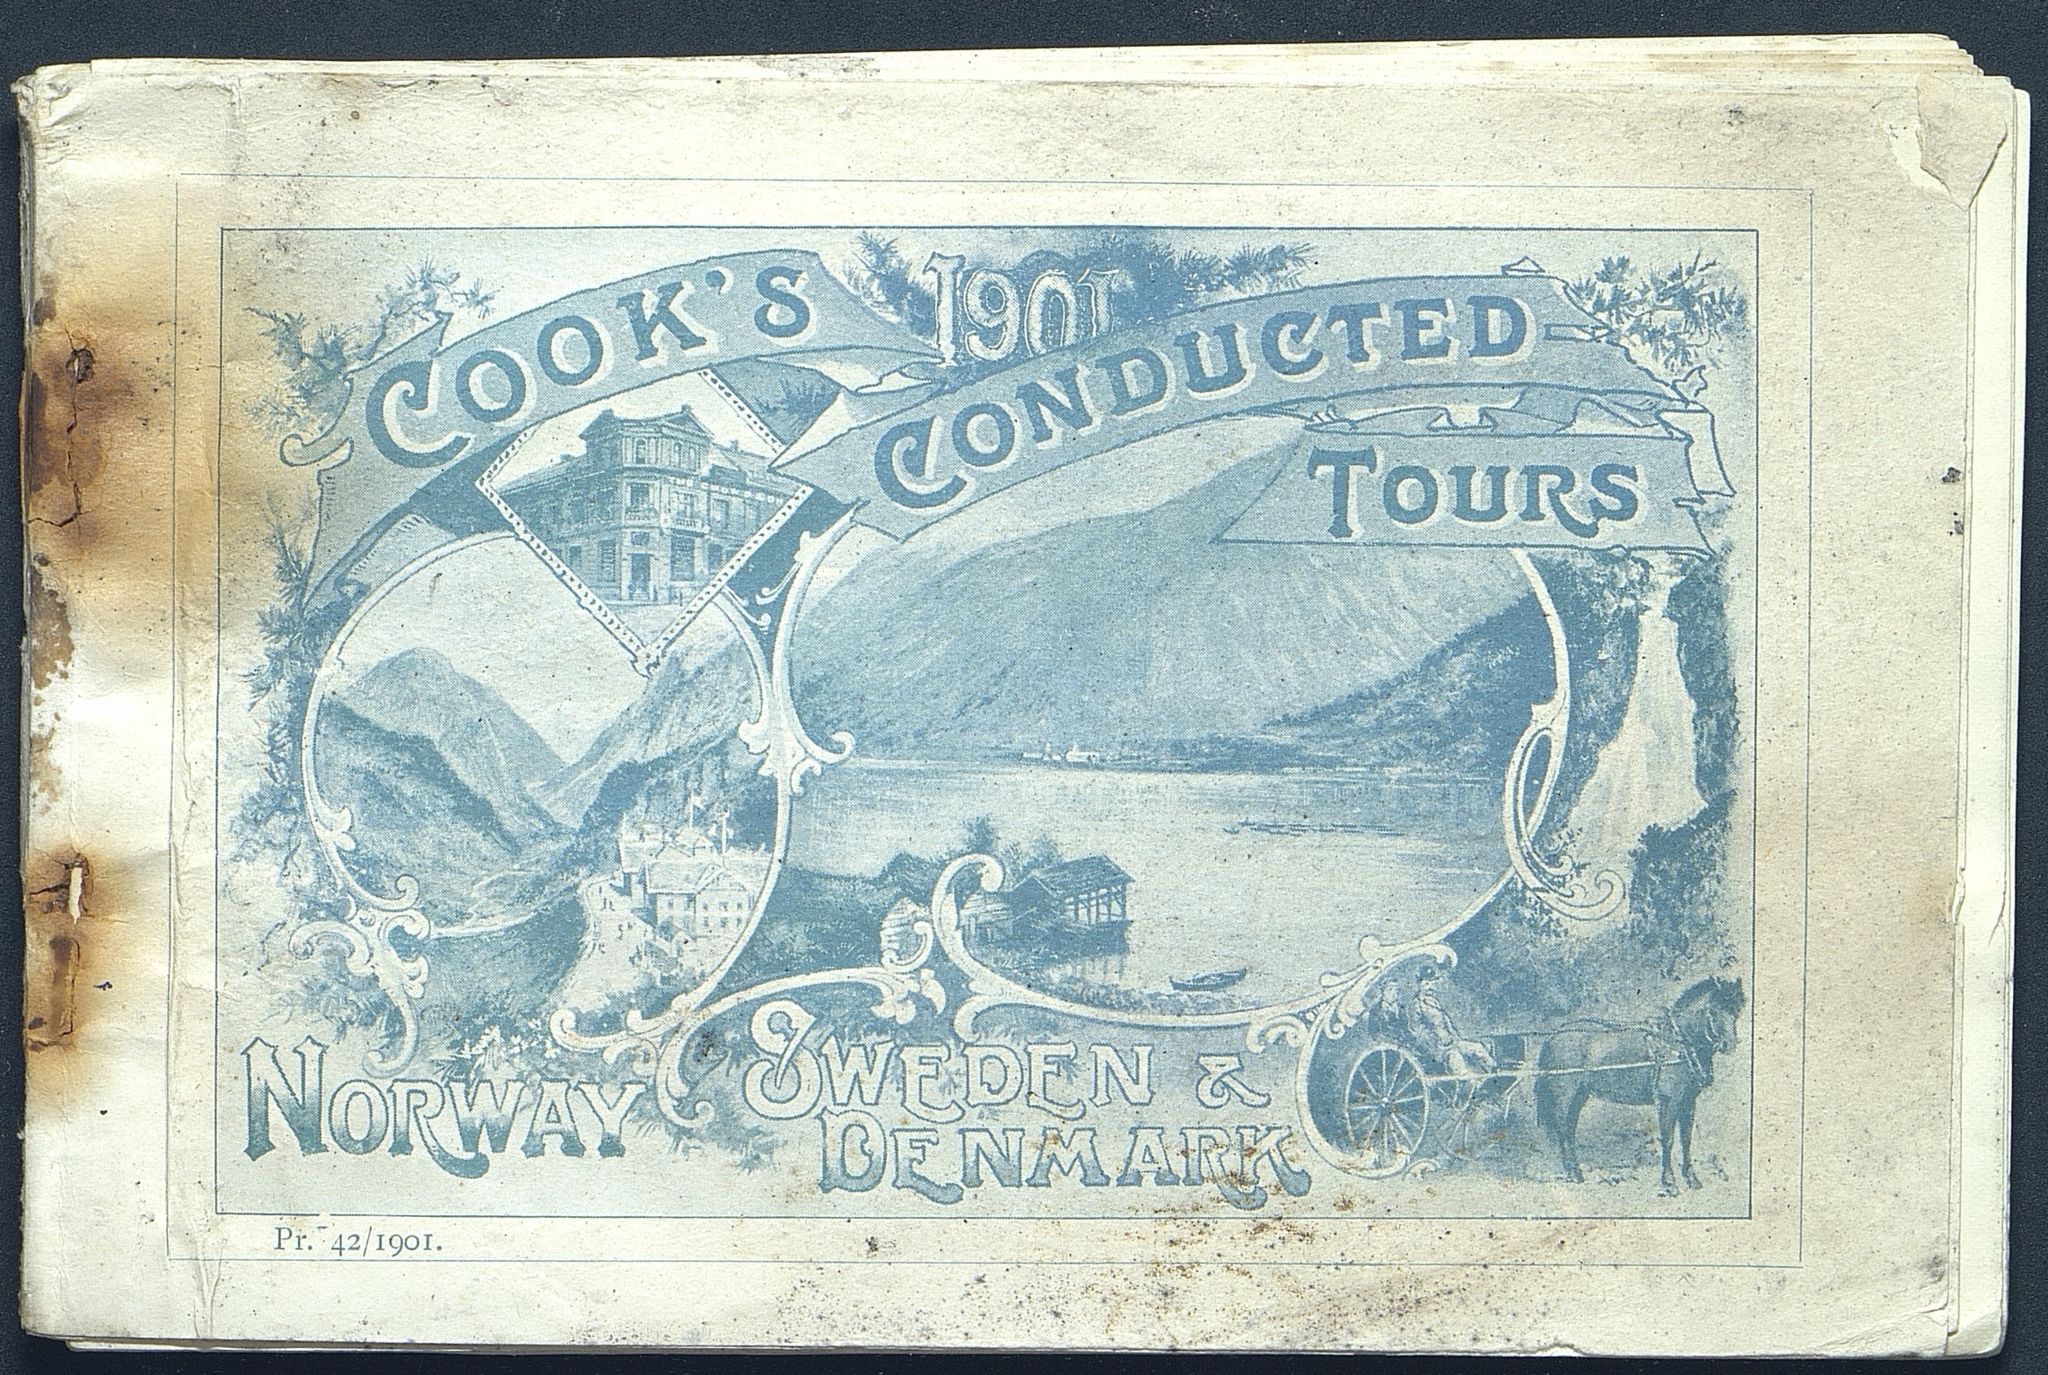 COOK'S
1901
CONDUCTED
TOURS
NORWAY
SWEDEN &
DENMARK
Pr. 42/1901.